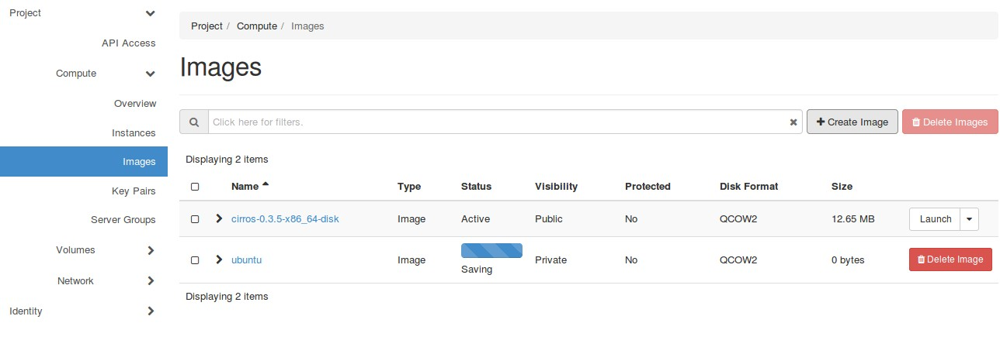 Project
API Access
Compute
Overview
Instances
Images
Key Pairs
Server Groups
Volumes
Network
Identity
Project / Compute / Images
Images
Click here for filters.
Create Image
Delete Images
Displaying 2 items
Name Type Status Visibility Protected Disk Format Size
cirros-0.3.5-x86_64-disk Image Active Public No QCOW2 12.65 MB Launch
ubuntu Image Saving Private No QCOW2 0 bytes Delete Image
Displaying 2 items